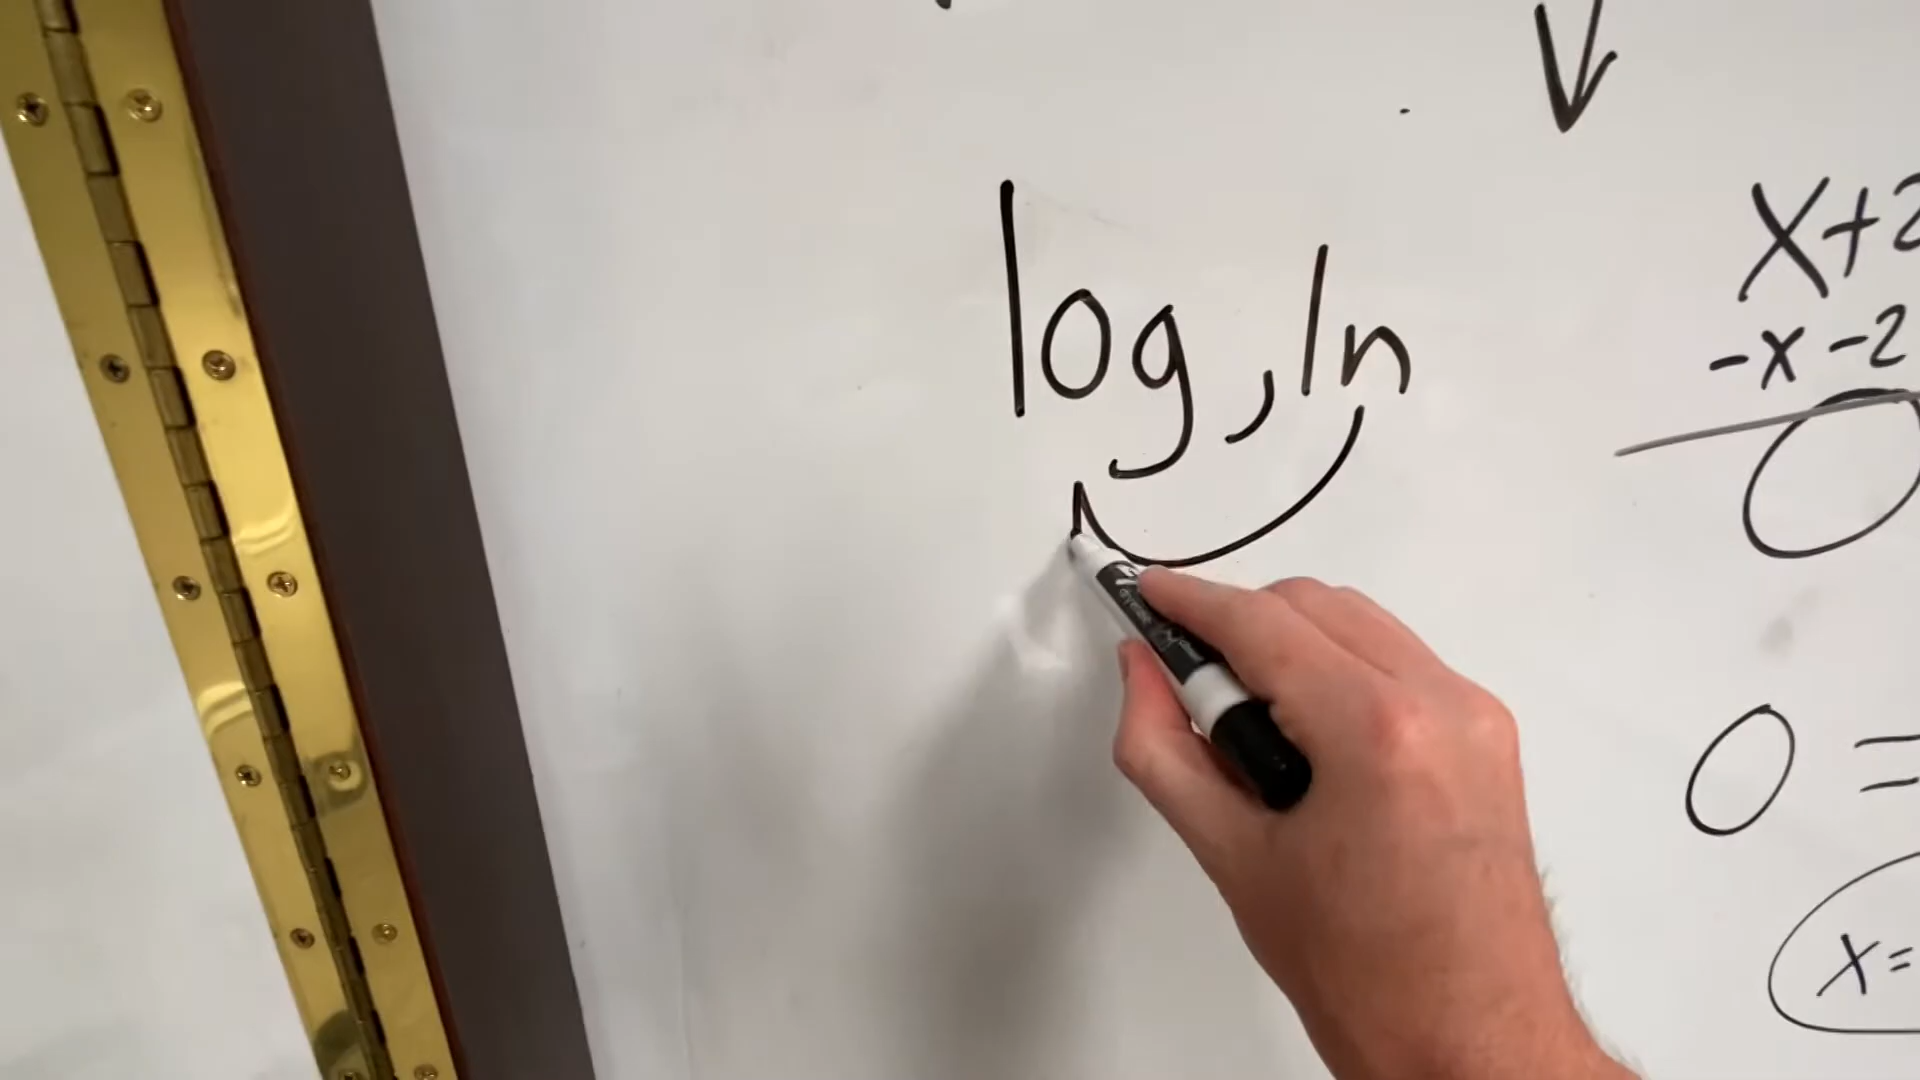 log, ln
x+2
-x-2
0
0 =
x=